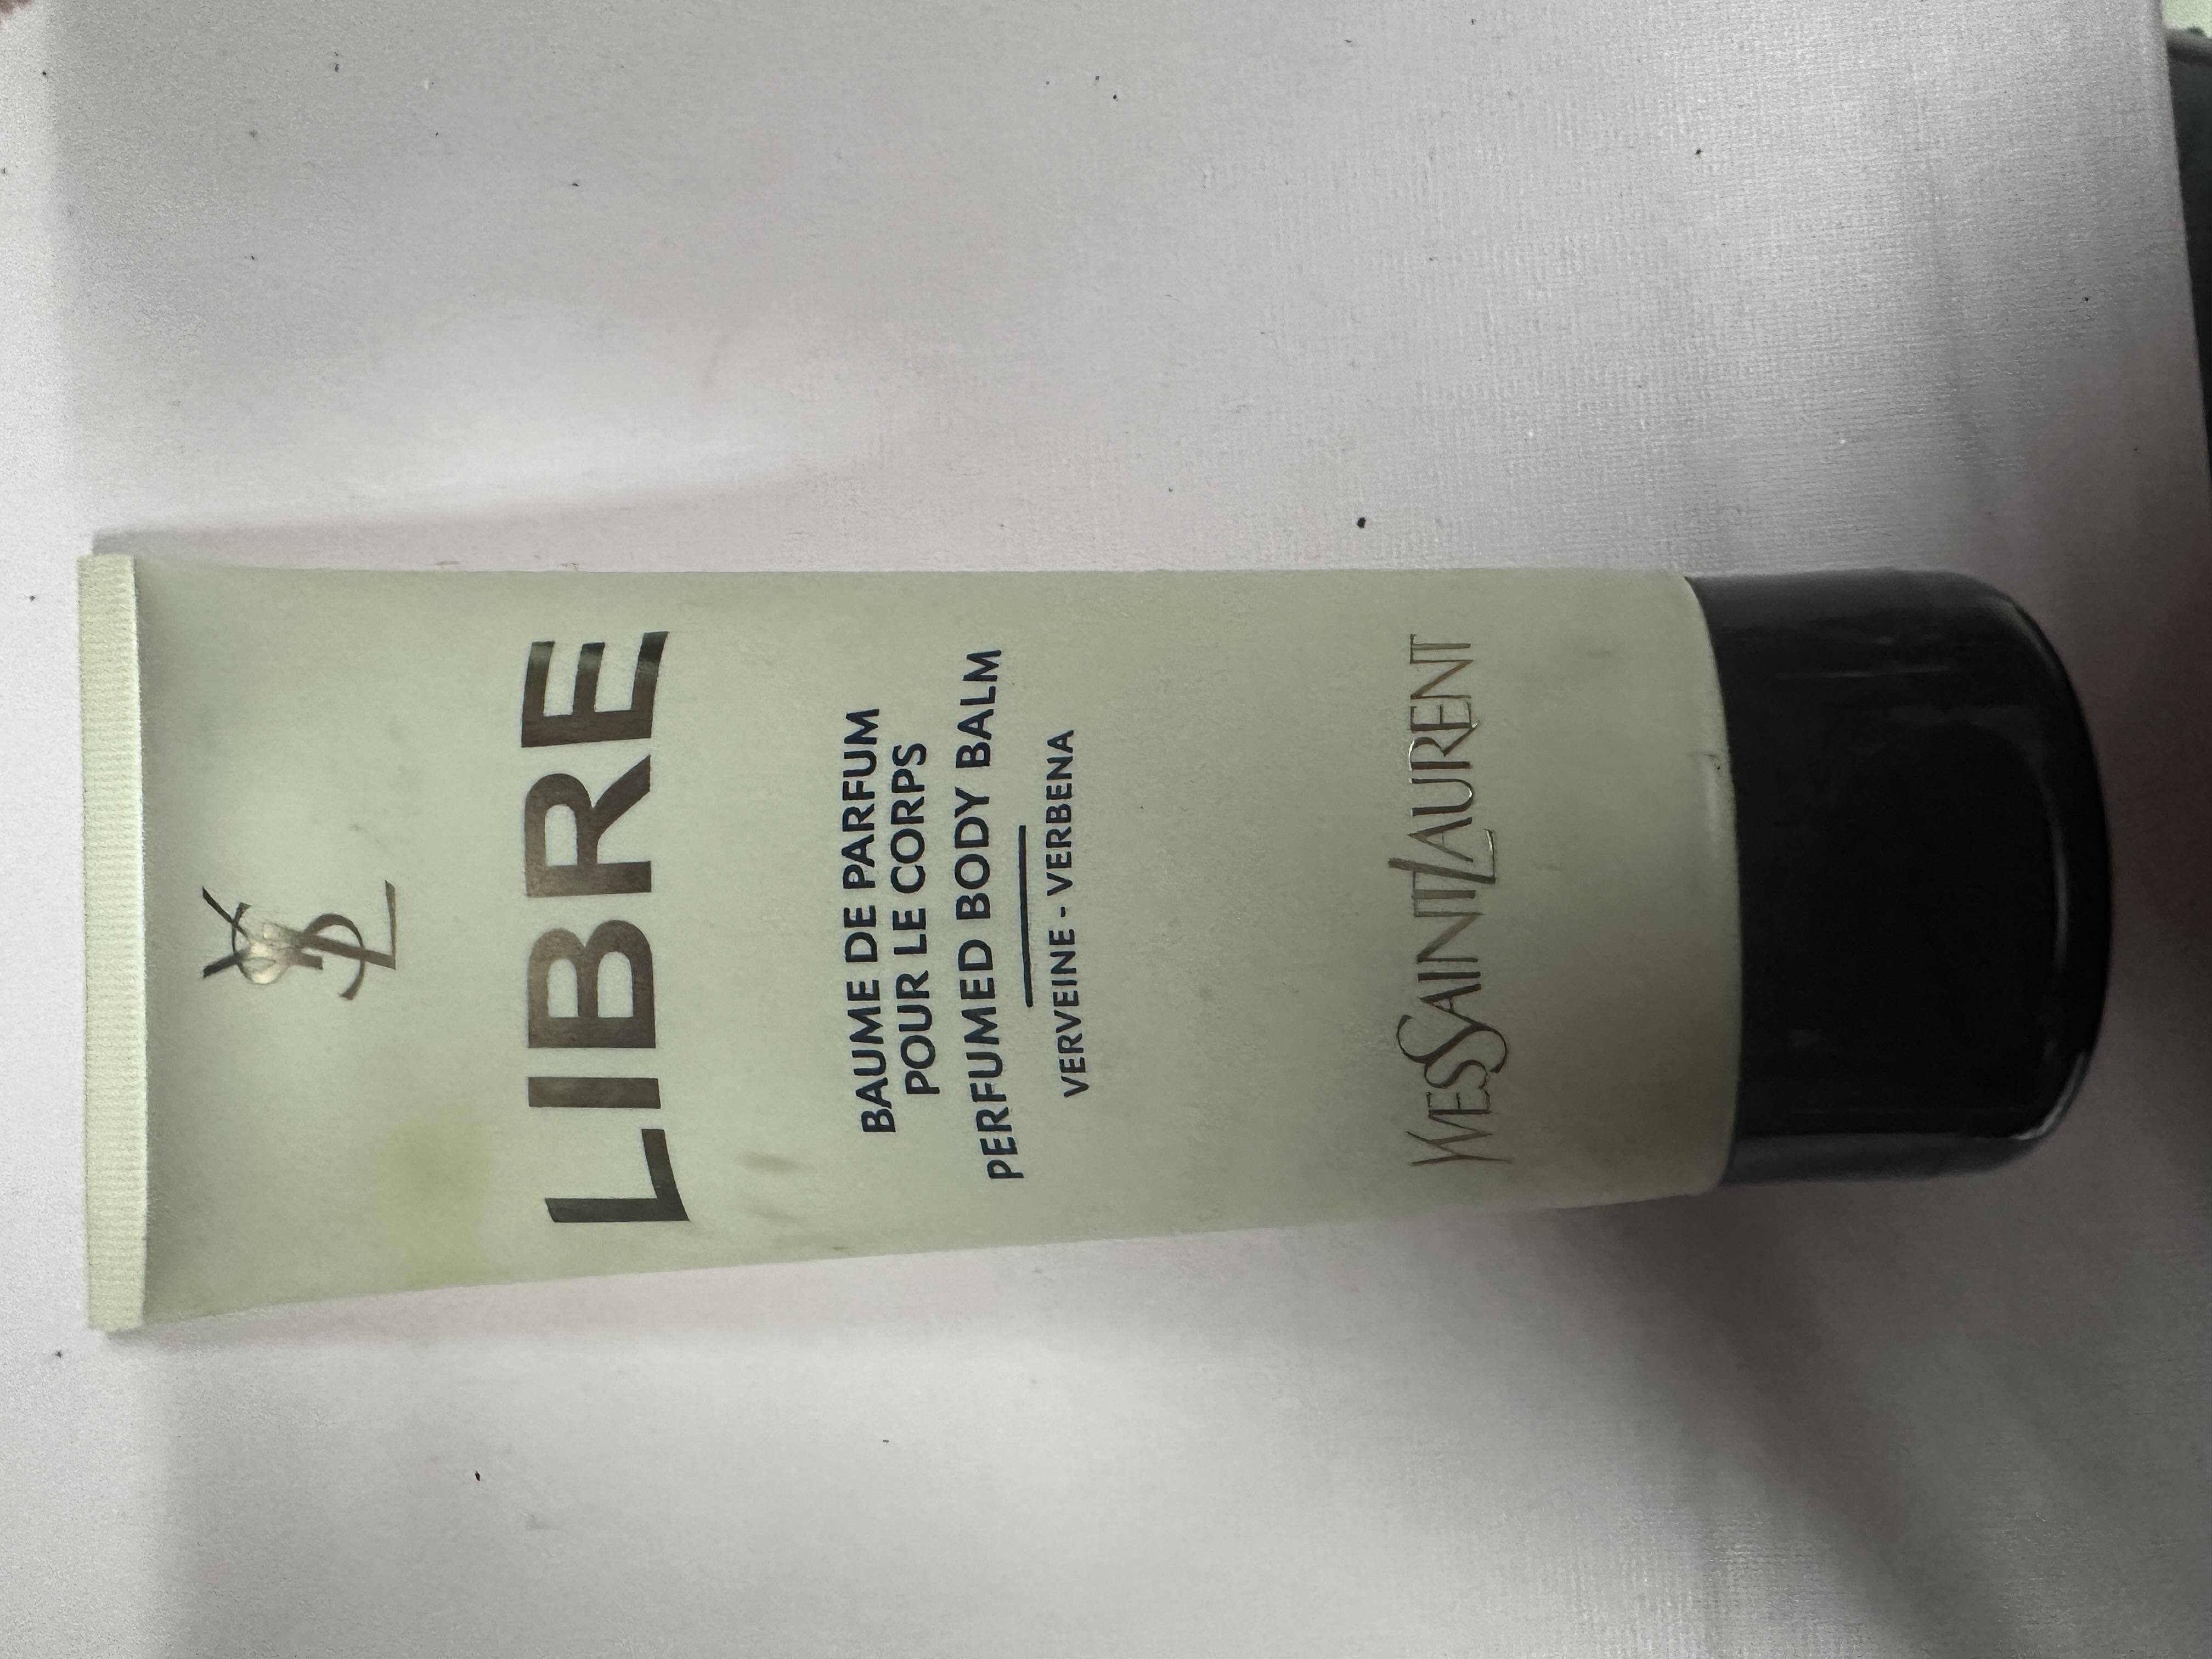 YSL
LIBRE
BAUME DE PARFUM
POUR LE CORPS
PERFUMED BODY BALM
VERVEINE - VERBENA
YVESSAINTLAURENT